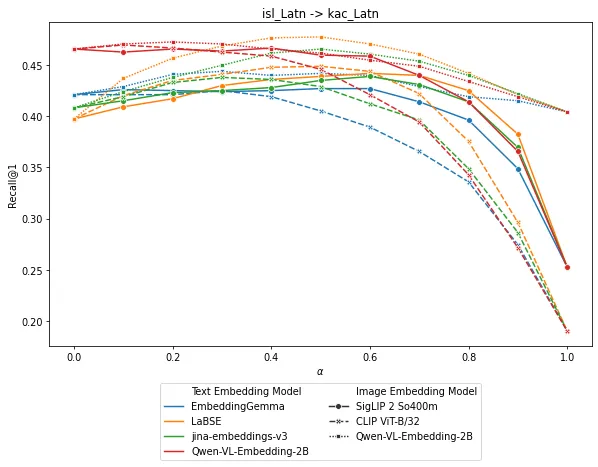 isl_Latn -> kac_Latn
Recall@1
0.45
0.40
0.35
0.30
0.25
0.20
0.0 0.2 0.4 0.6 0.8 1.0
α
Text Embedding Model Image Embedding Model
EmbeddingGemma SigLIP 2 So400m
LaBSE CLIP ViT-B/32
jina-embeddings-v3 Qwen-VL-Embedding-2B
Qwen-VL-Embedding-2B